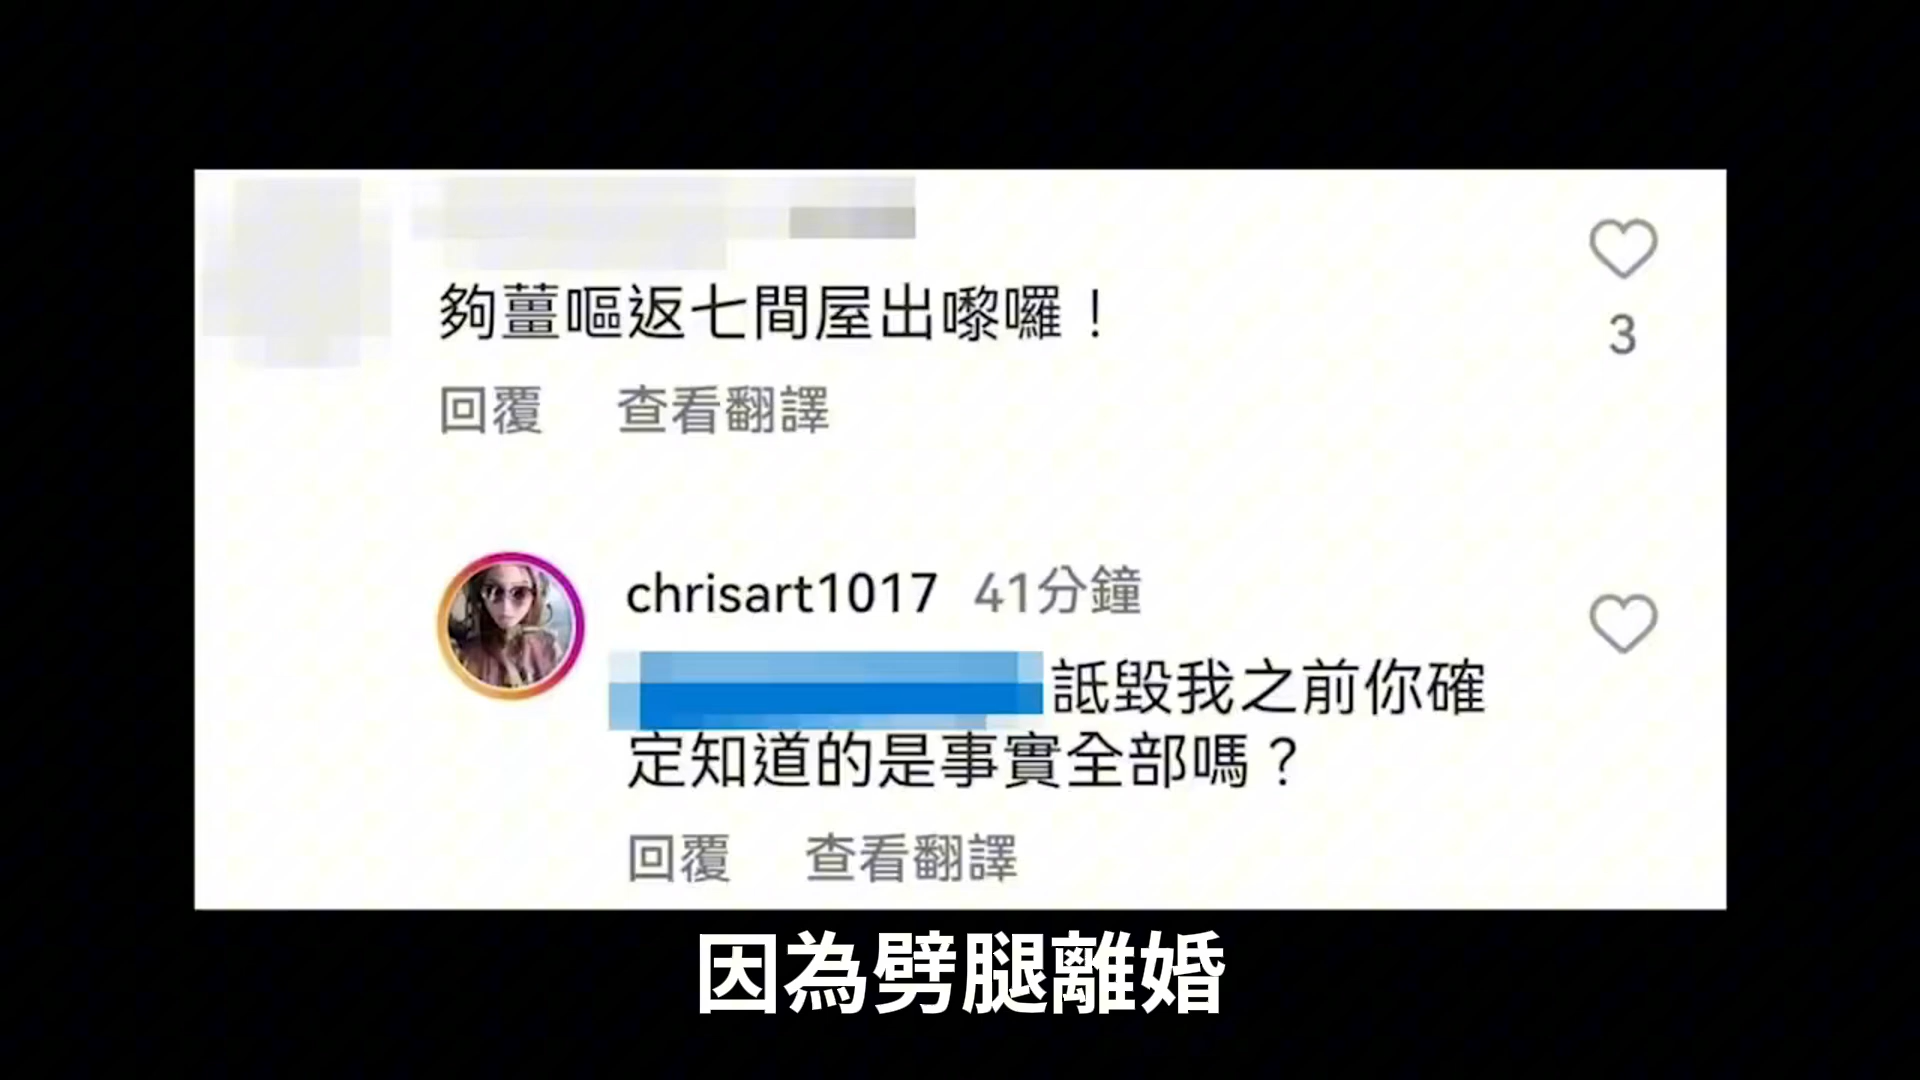 夠薑嘔返七間屋出嚟囉！
3
回覆 查看翻譯
chrisart1017 41分鐘
詆毀我之前你確
定知道的是事實全部嗎？
回覆 查看翻譯
因為劈腿離婚